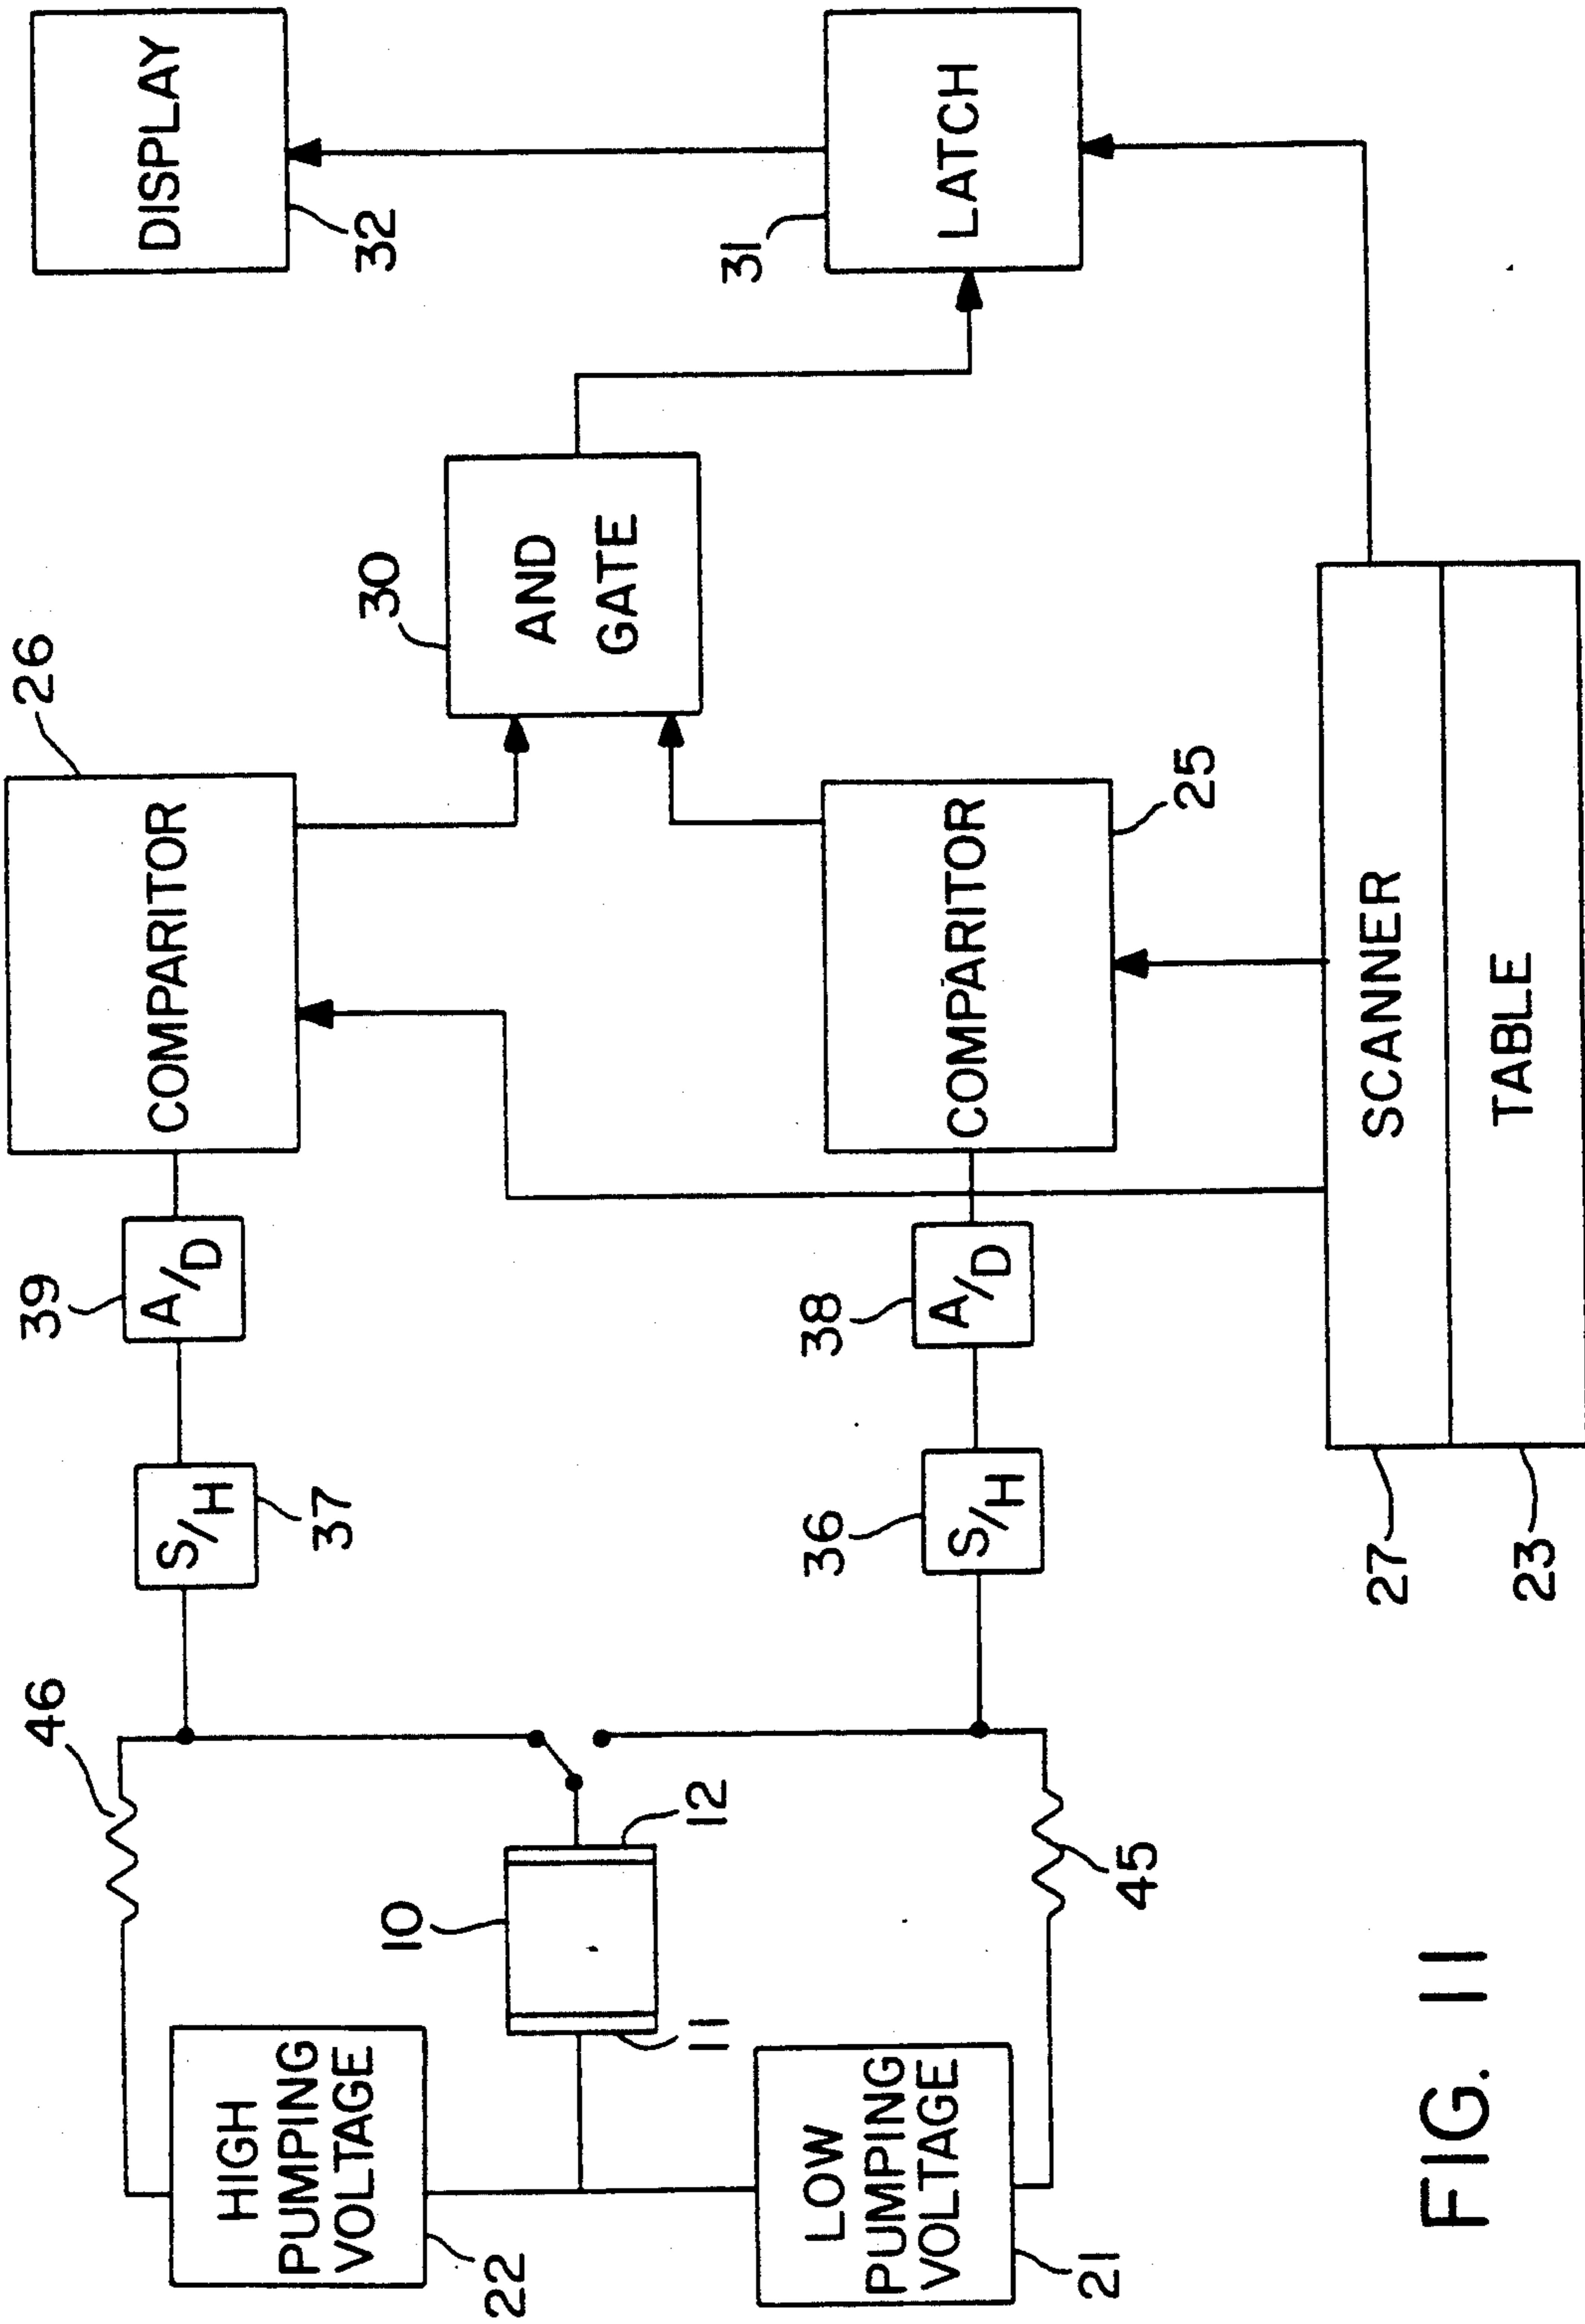 46
37
39
26
S/H
A/D
COMPARITOR
HIGH
PUMPING
VOLTAGE
22
10
12
11
30
AND
GATE
32
DISPLAY
LOW
PUMPING
VOLTAGE
21
45
36
38
S/H
A/D
COMPARITOR
25
31
LATCH
27
SCANNER
23
TABLE
FIG. 11